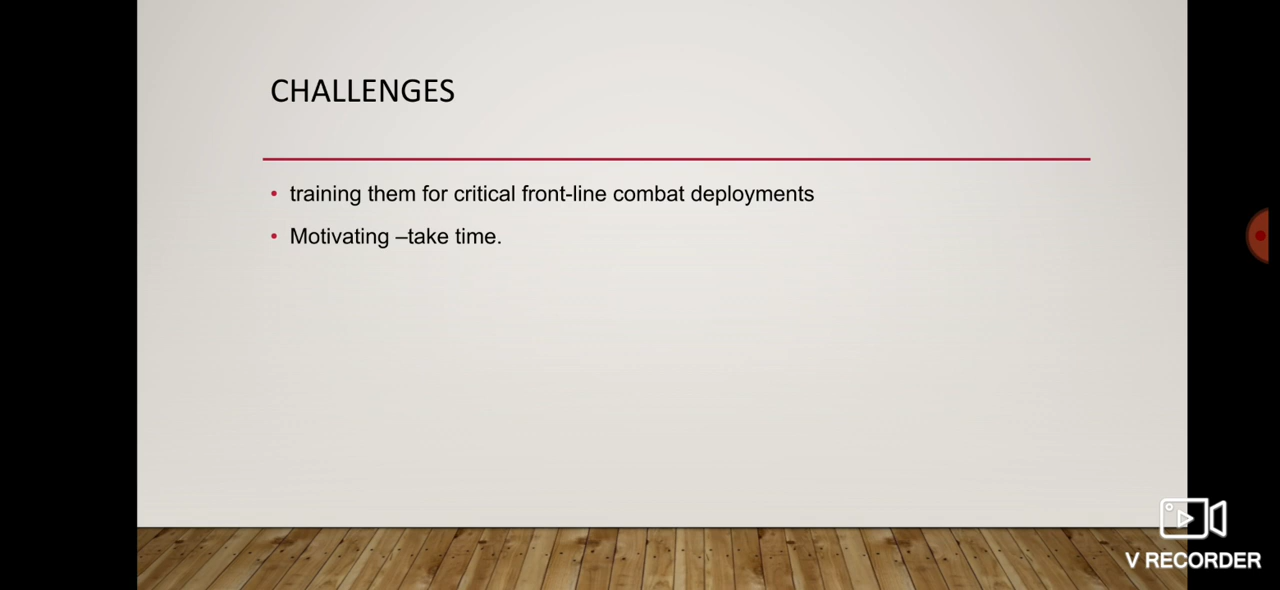 CHALLENGES
• training them for critical front-line combat deployments
• Motivating –take time.
V RECORDER